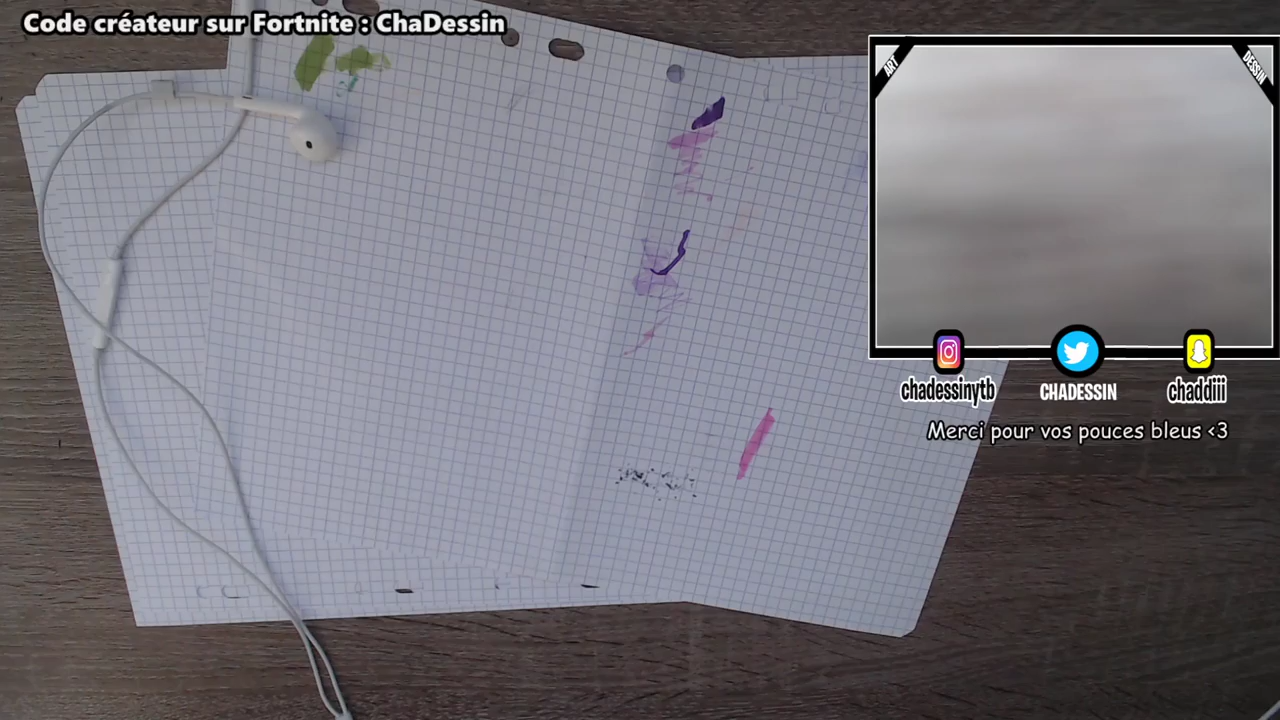 Code créateur sur Fortnite : ChaDessin
ART
DESSIN
chadessinytb
CHADESSIN
chaddiii
Merci pour vos pouces bleus <3